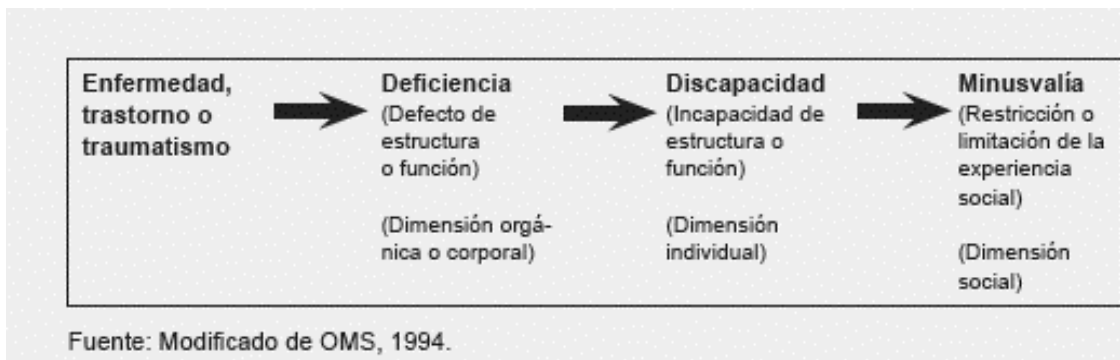 Enfermedad,
trastorno o
traumatismo
Deficiencia
(Defecto de
estructura
o función)
(Dimensión orgá-
nica o corporal)
Discapacidad
(Incapacidad de
estructura o
función)
(Dimensión
individual)
Minusvalía
(Restricción o
limitación de la
experiencia
social)
(Dimensión
social)
Fuente: Modificado de OMS, 1994.